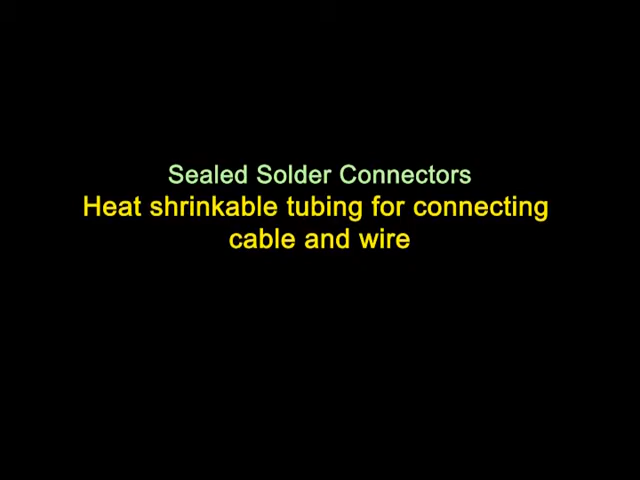 Sealed Solder Connectors
Heat shrinkable tubing for connecting
cable and wire